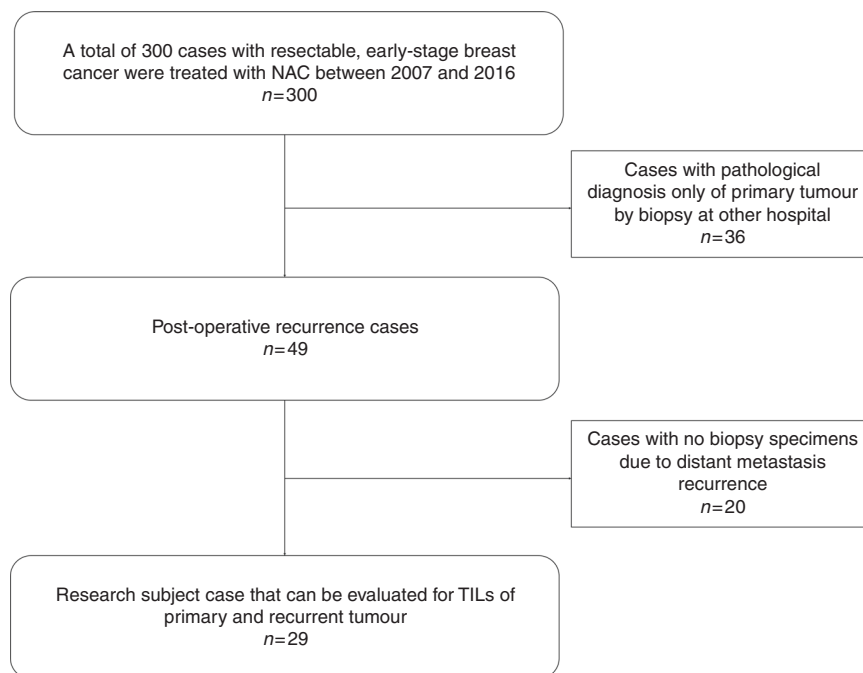 A total of 300 cases with resectable, early-stage breast
cancer were treated with NAC between 2007 and 2016
n=300
Cases with pathological
diagnosis only of primary tumour
by biopsy at other hospital
n=36
Post-operative recurrence cases
n=49
Cases with no biopsy specimens
due to distant metastasis
recurrence
n=20
Research subject case that can be evaluated for TILs of
primary and recurrent tumour
n=29